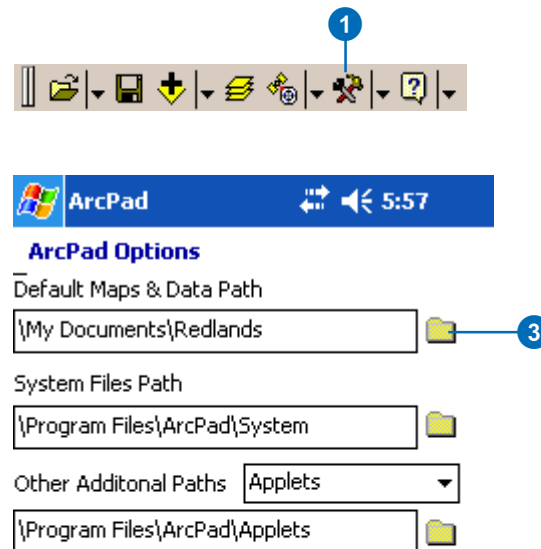 1
ArcPad 5:57
ArcPad Options
Default Maps & Data Path
\My Documents\Redlands
3
System Files Path
\Program Files\ArcPad\System
Other Additonal Paths Applets
\Program Files\ArcPad\Applets